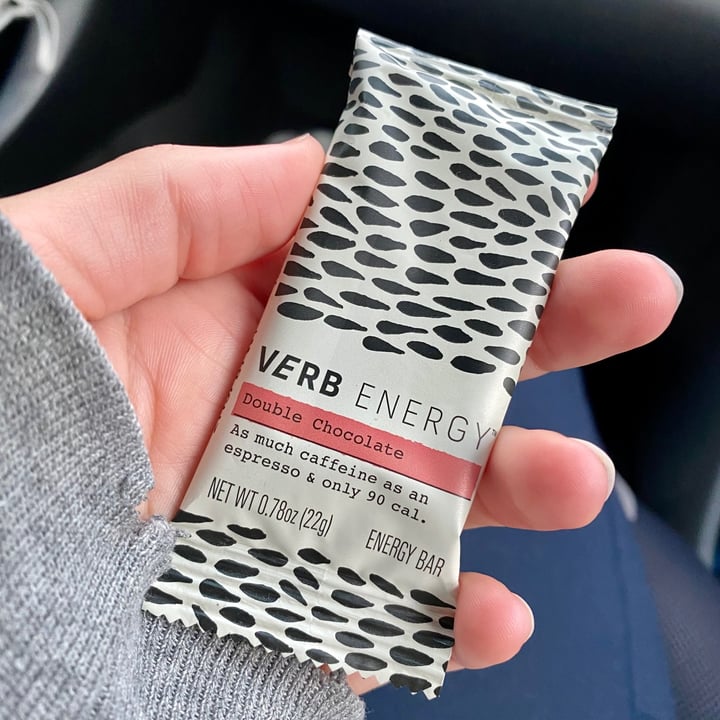 VERB ENERGY™
Double Chocolate
As much caffeine as an
espresso & only 90 cal.
NET WT 0.78oz (22g)
ENERGY BAR